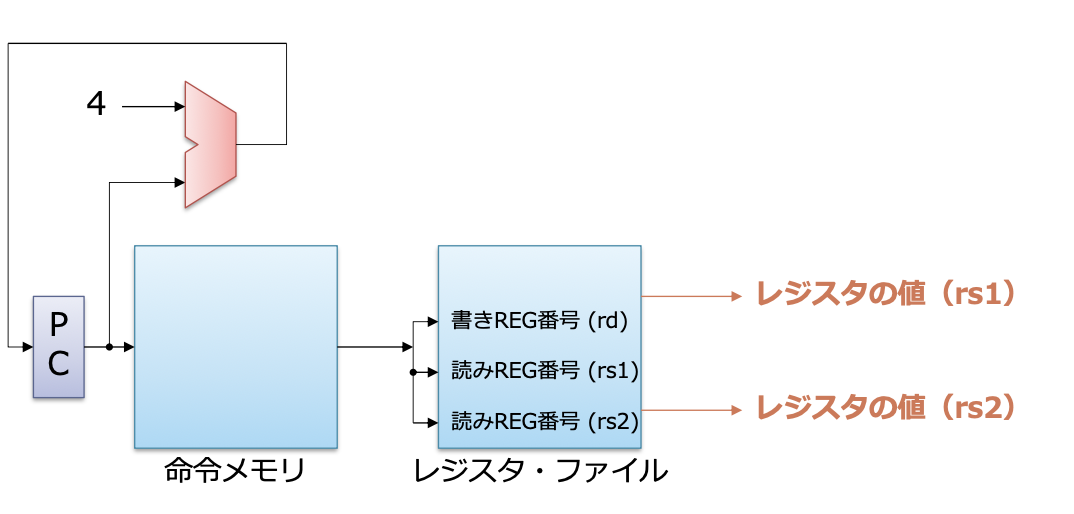 4
P
C
書きREG番号 (rd)
読みREG番号 (rs1)
読みREG番号 (rs2)
レジスタの値（rs1）
レジスタの値（rs2）
命令メモリ
レジスタ・ファイル